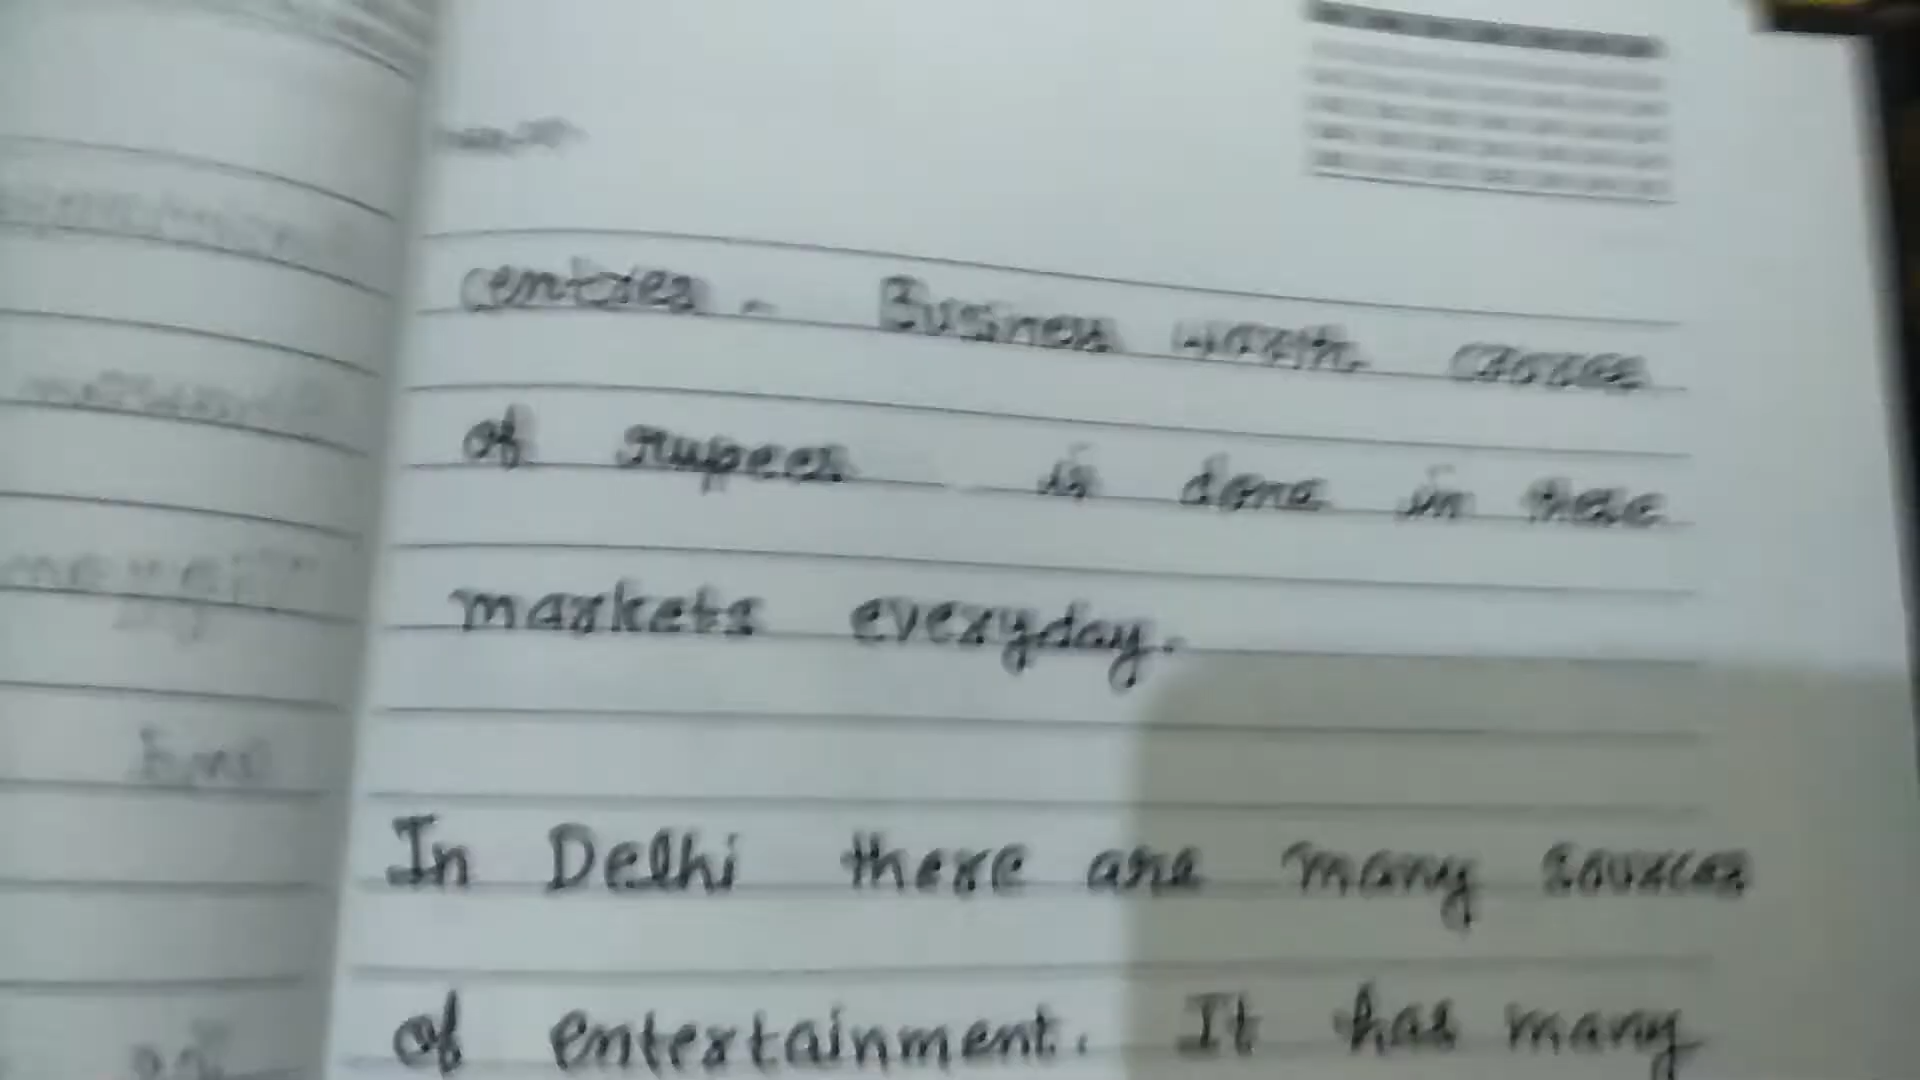 centres. Business worth crores
of rupees is done in these
markets everyday.
In Delhi there are many sources
of entertainment. It has many